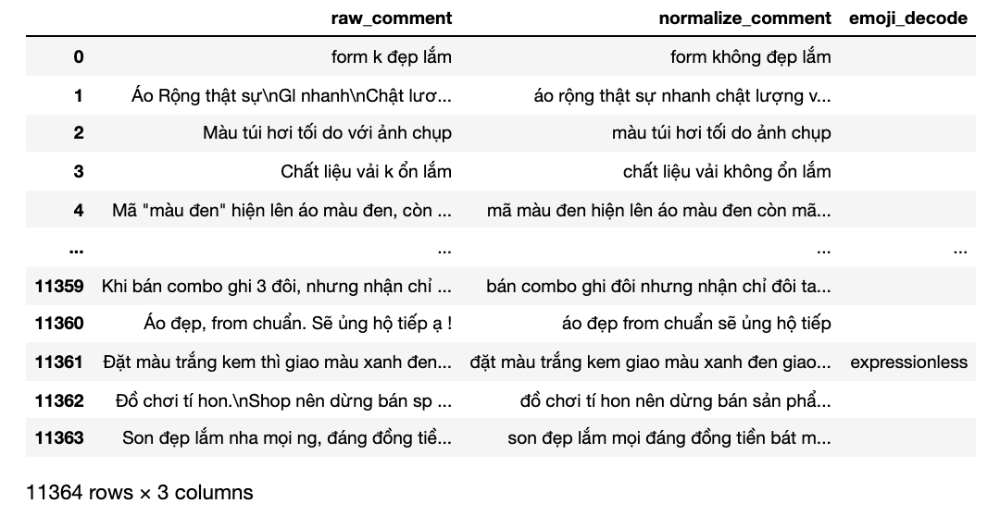 raw_comment normalize_comment emoji_decode
0 form k đẹp lắm form không đẹp lắm
1 Áo Rộng thật sự\nGl nhanh\nChật lươ... áo rộng thật sự nhanh chật lượng v...
2 Màu túi hơi tối do với ảnh chụp màu túi hơi tối do ảnh chụp
3 Chất liệu vải k ổn lắm chất liệu vải không ổn lắm
4 Mã "màu đen" hiện lên áo màu đen, còn ... mã màu đen hiện lên áo màu đen còn mã...
... ... ... ...
11359 Khi bán combo ghi 3 đôi, nhưng nhận chỉ ... bán combo ghi đôi nhưng nhận chỉ đôi ta...
11360 Áo đẹp, from chuẩn. Sẽ ủng hộ tiếp ạ ! áo đẹp from chuẩn sẽ ủng hộ tiếp
11361 Đặt màu trắng kem thì giao màu xanh đen... đặt màu trắng kem giao màu xanh đen giao... expressionless
11362 Đồ chơi tí hon.\nShop nên dừng bán sp ... đồ chơi tí hon nên dừng bán sản phẩ...
11363 Son đẹp lắm nha mọi ng, đáng đồng tiề... son đẹp lắm mọi đáng đồng tiền bát m...
11364 rows × 3 columns